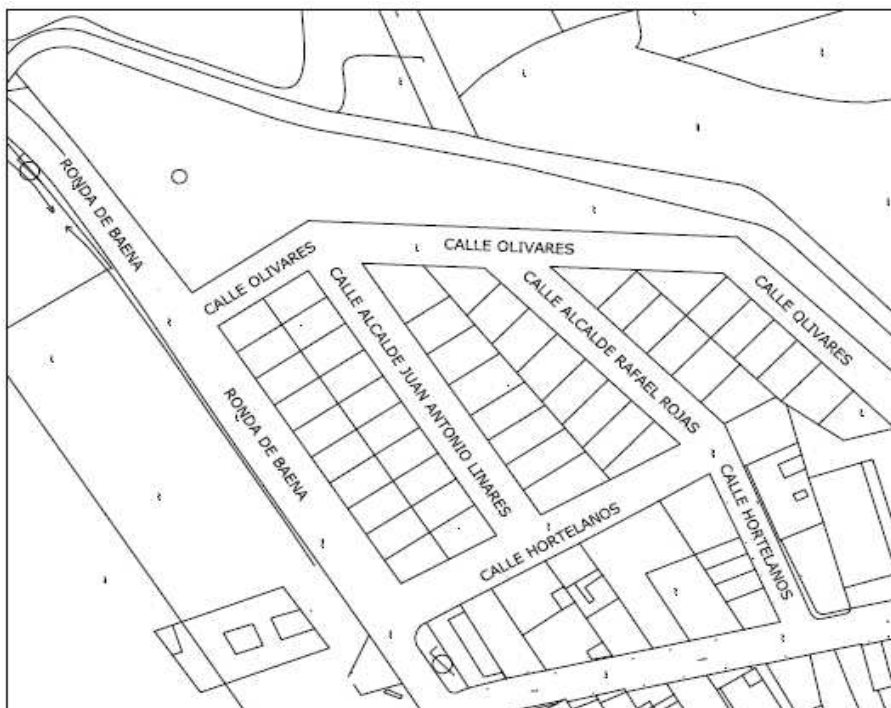 RONDA DE BAENA
CALLE OLIVARES
CALLE OLIVARES
CALLE OLIVARES
CALLE ALCALDE JUAN ANTONIO LINARES
CALLE ALCALDE RAFAEL ROJAS
RONDA DE BAENA
CALLE HORTELANOS
CALLE HORTELANOS